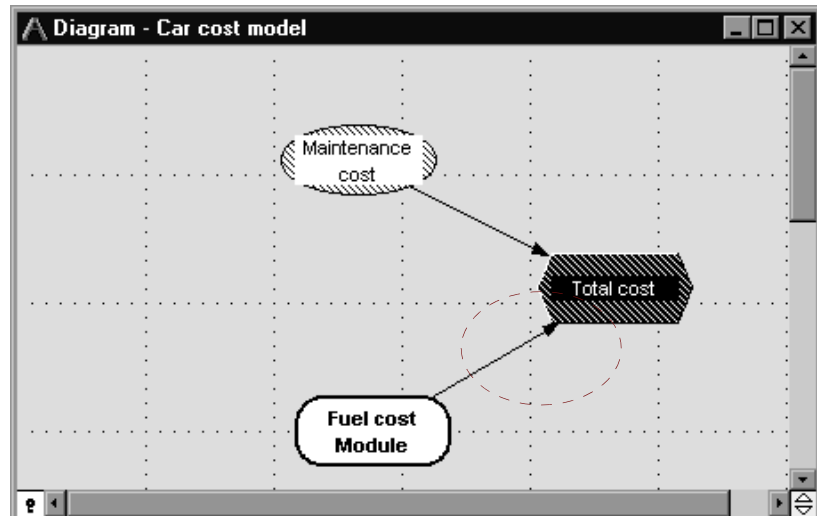 Diagram - Car cost model
Maintenance
cost
Total cost
Fuel cost
Module
?